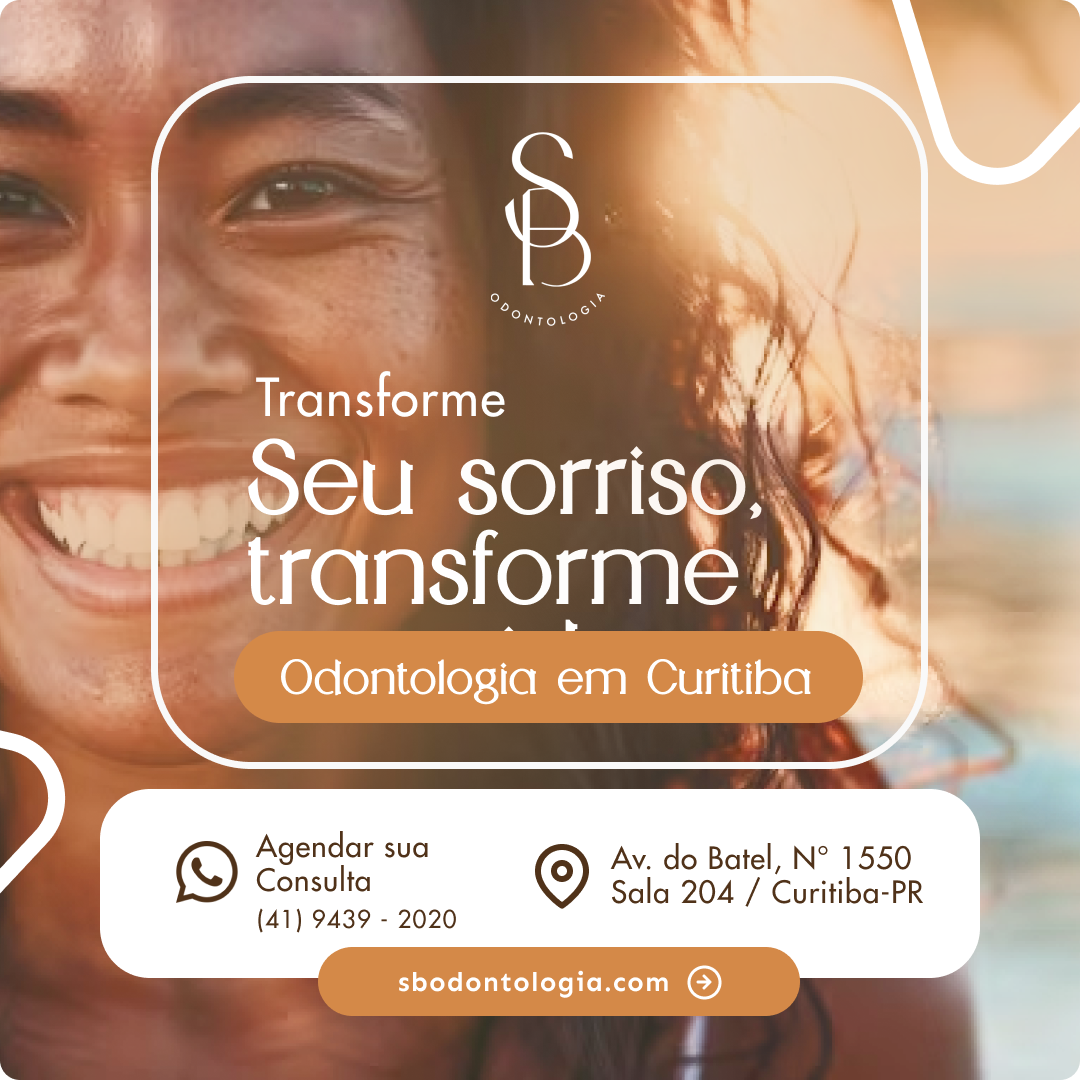 SB
ODONTOLOGIA
Transforme
Seu sorriso,
transforme
Odontologia em Curitiba
Agendar sua
Consulta
(41) 9439 - 2020
Av. do Batel, N° 1550
Sala 204 / Curitiba-PR
sbodontologia.com